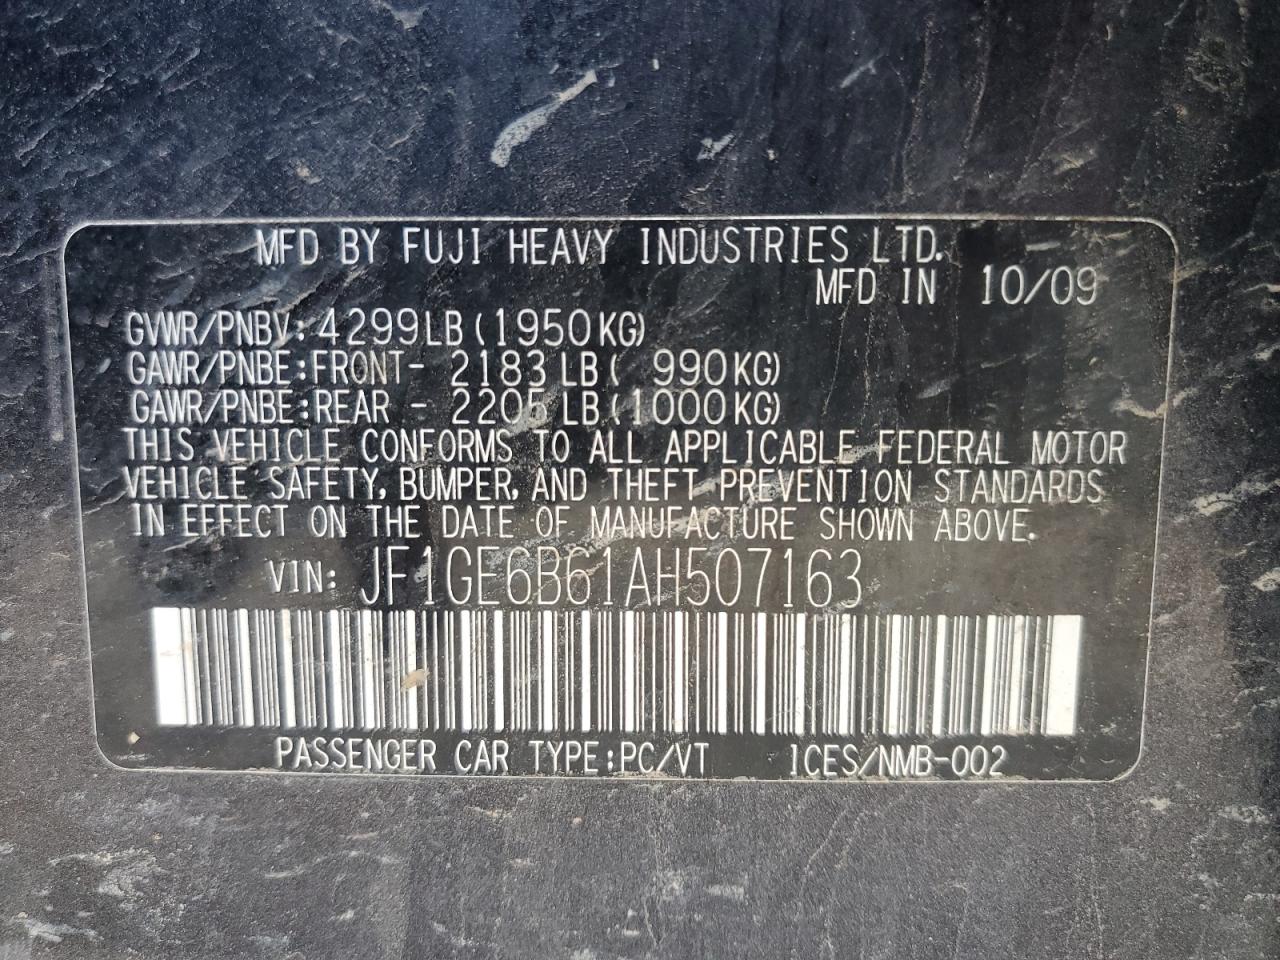 MFD BY FUJI HEAVY INDUSTRIES LTD.
MFD IN 10/09
GVWR/PNBV:4299LB(1950KG)
GAWR/PNBE:FRONT- 2183LB( 990KG)
GAWR/PNBE:REAR - 2205LB(1000KG)
THIS VEHICLE CONFORMS TO ALL APPLICABLE FEDERAL MOTOR
VEHICLE SAFETY, BUMPER, AND THEFT PREVENTION STANDARDS
IN EFFECT ON THE DATE OF MANUFACTURE SHOWN ABOVE.
VIN: JF1GE6B61AH507163
PASSENGER CAR TYPE:PC/VT ICES/NMB-002